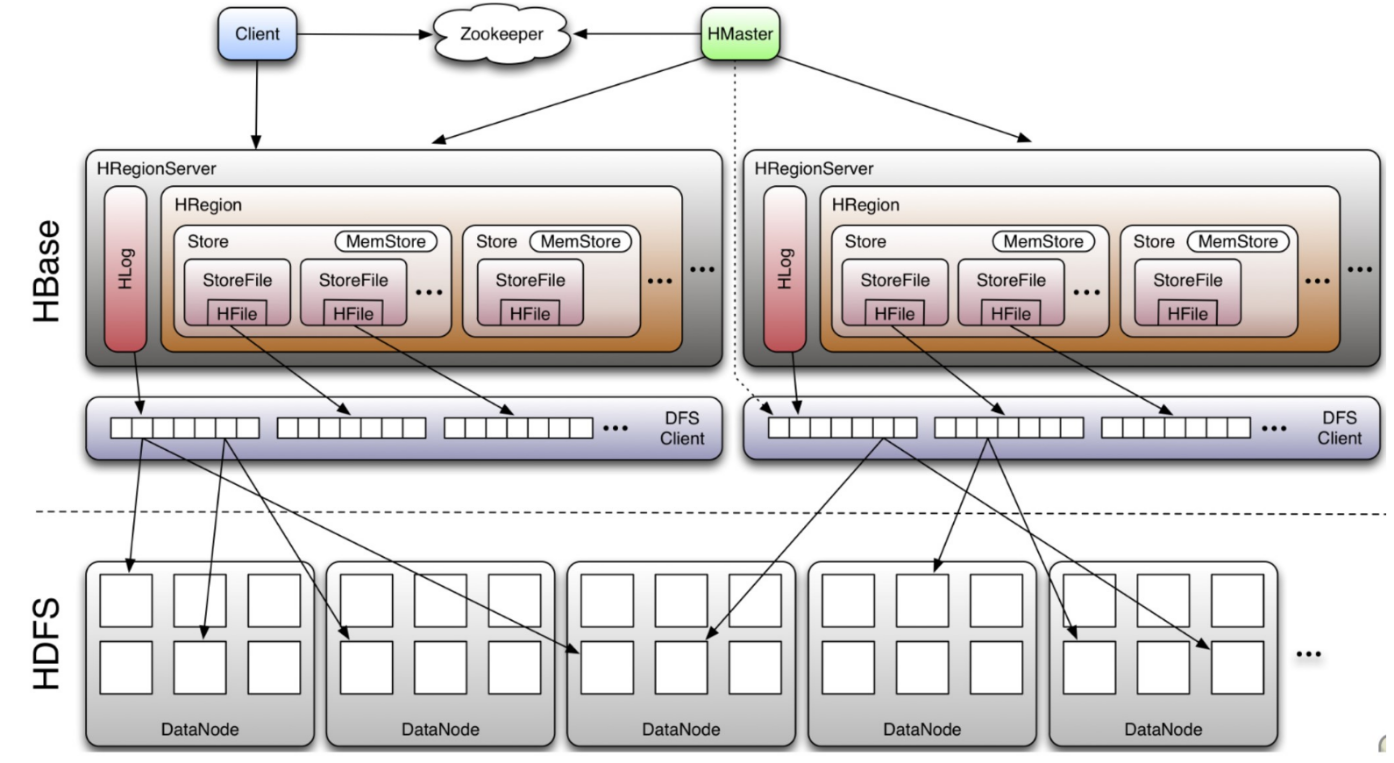 Client
Zookeeper
HMaster
HBase
HRegionServer
HLog
HRegion
Store
MemStore
StoreFile
HFile
StoreFile
HFile
...
Store
MemStore
StoreFile
HFile
...
...
HRegionServer
HLog
HRegion
Store
MemStore
StoreFile
HFile
StoreFile
HFile
...
Store
MemStore
StoreFile
HFile
...
...
...
DFS
Client
...
DFS
Client
HDFS
DataNode
DataNode
DataNode
DataNode
DataNode
...